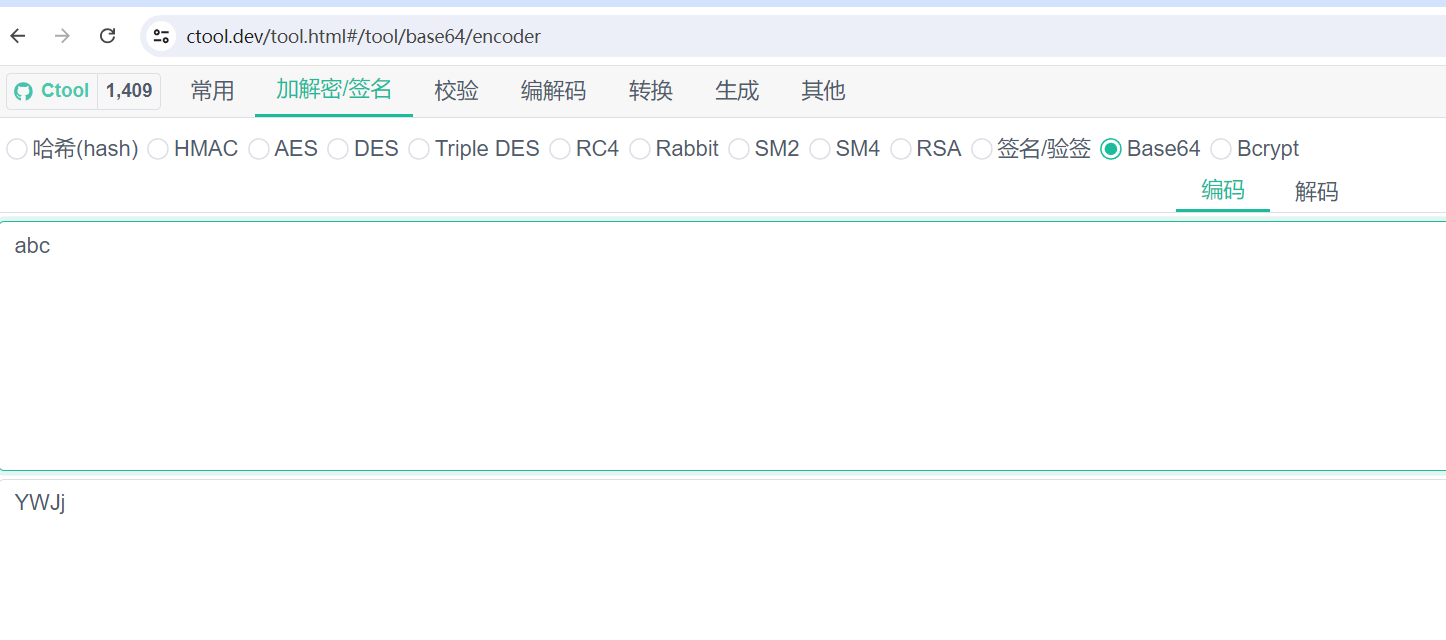 ctool.dev/tool.html#/tool/base64/encoder
Ctool 1,409 常用 加解密/签名 校验 编解码 转换 生成 其他
哈希(hash) HMAC AES DES Triple DES RC4 Rabbit SM2 SM4 RSA 签名/验签 Base64 Bcrypt
编码 解码
abc
YWJj